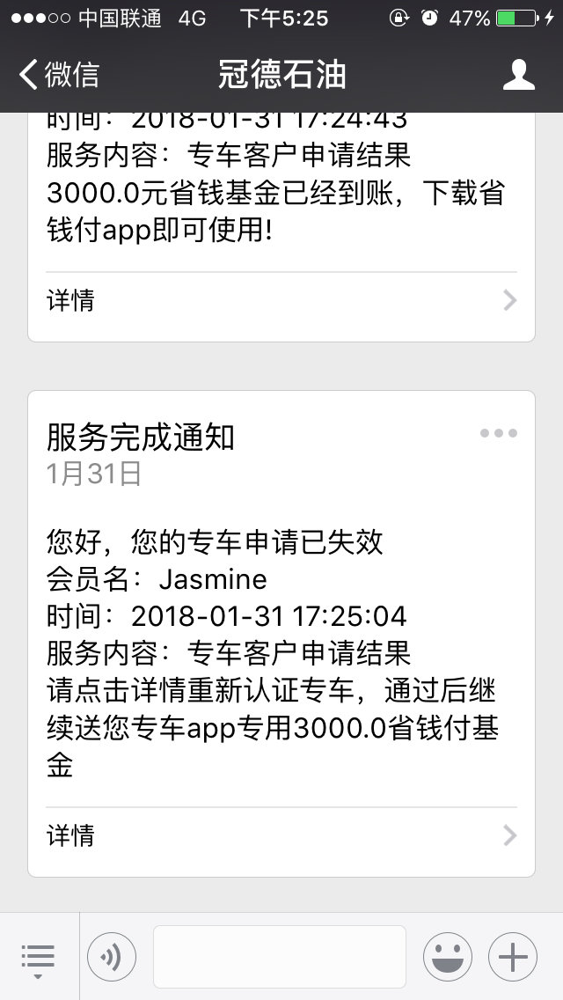 中国联通 4G 下午5:25 47%
微信 冠德石油
时间：2018-01-31 17:24:43
服务内容：专车客户申请结果
3000.0元省钱基金已经到账，下载省
钱付app即可使用!
详情
服务完成通知
1月31日
您好，您的专车申请已失效
会员名：Jasmine
时间：2018-01-31 17:25:04
服务内容：专车客户申请结果
请点击详情重新认证专车，通过后继
续送您专车app专用3000.0省钱付基
金
详情